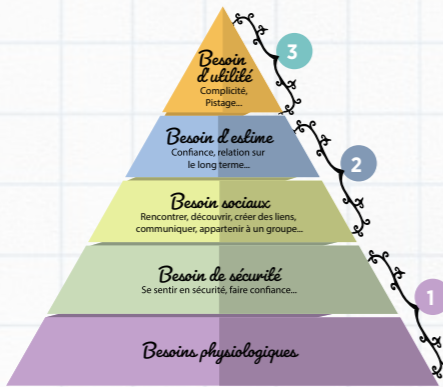 3
Besoin
d'utilité
Complicité,
Pistage...
Besoin d'estime
Confiance, relation sur
le long terme...
2
Besoin sociaux
Rencontrer, découvrir, créer des liens,
communiquer, appartenir à un groupe...
Besoin de sécurité
Se sentir en sécurité, faire confiance...
1
Besoins physiologiques